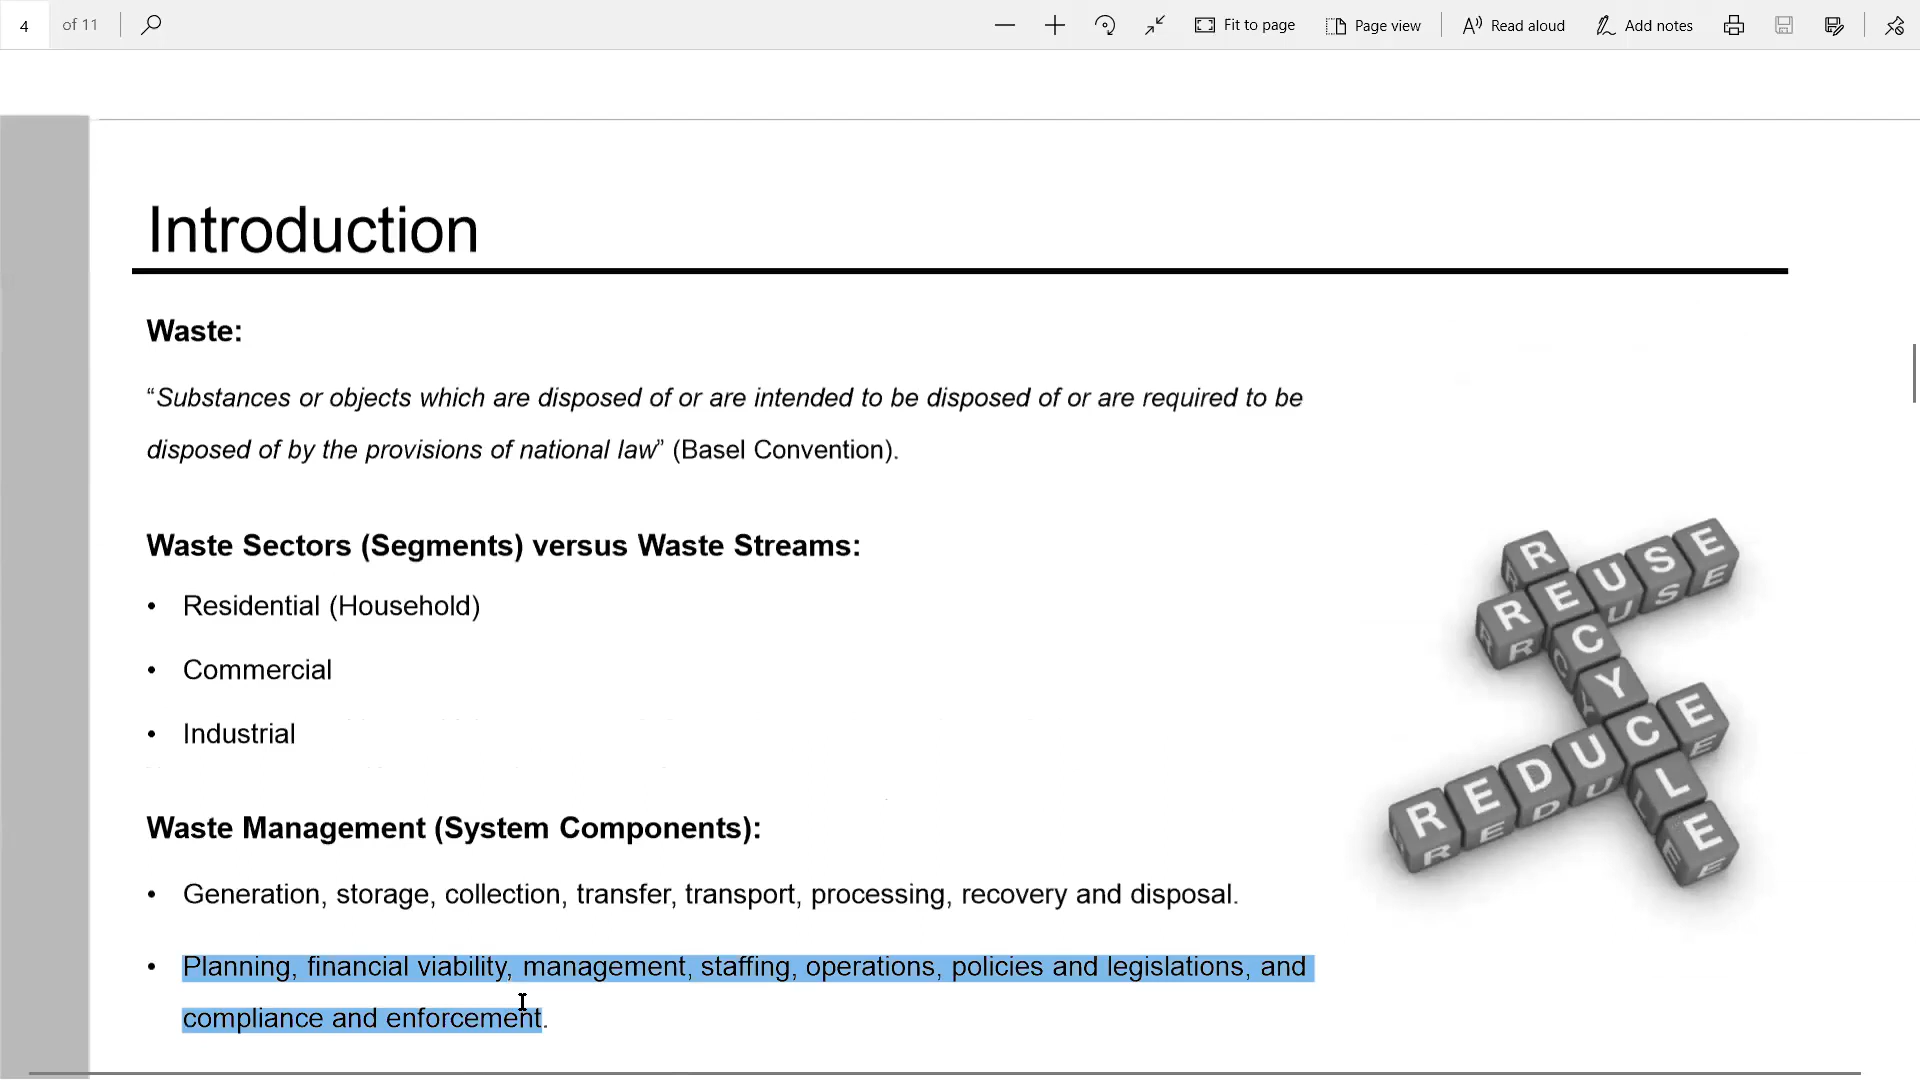 4 of 11 Fit to page Page view Read aloud Add notes
Introduction
Waste:
“Substances or objects which are disposed of or are intended to be disposed of or are required to be
disposed of by the provisions of national law” (Basel Convention).
Waste Sectors (Segments) versus Waste Streams:
• Residential (Household)
• Commercial
• Industrial
REUSE
RECYCLE
REDUCE
Waste Management (System Components):
• Generation, storage, collection, transfer, transport, processing, recovery and disposal.
• Planning, financial viability, management, staffing, operations, policies and legislations, and
compliance and enforcement.